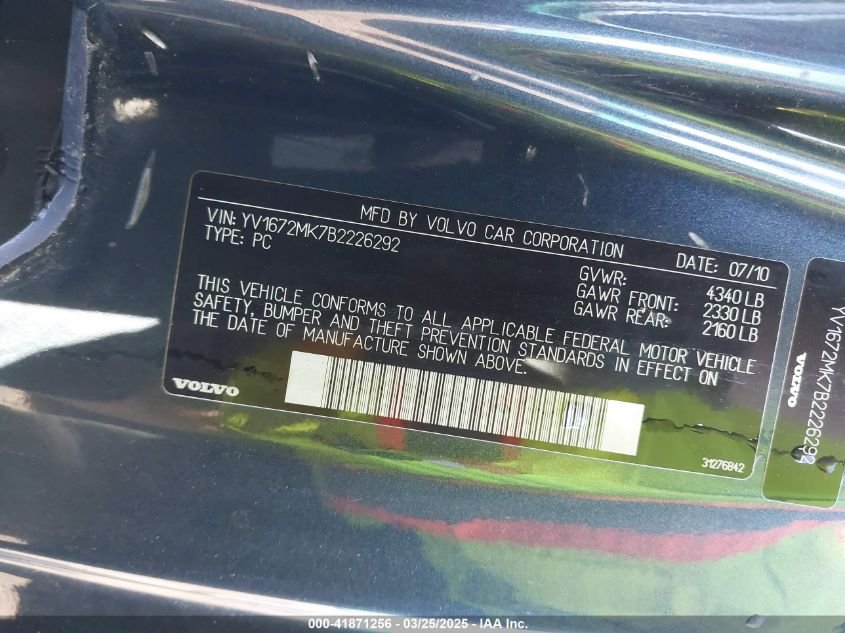 MFD BY VOLVO CAR CORPORATION
VIN: YV1672MK7B2226292
DATE: 07/10
TYPE: PC
GVWR: 4340 LB
GAWR FRONT: 2330 LB
GAWR REAR: 2160 LB
THIS VEHICLE CONFORMS TO ALL APPLICABLE FEDERAL MOTOR VEHICLE
SAFETY, BUMPER AND THEFT PREVENTION STANDARDS IN EFFECT ON
THE DATE OF MANUFACTURE SHOWN ABOVE.
VOLVO
31276842
YV1672MK7B2226292
VOLVO
000-41871256 - 03/25/2025 - IAA Inc.